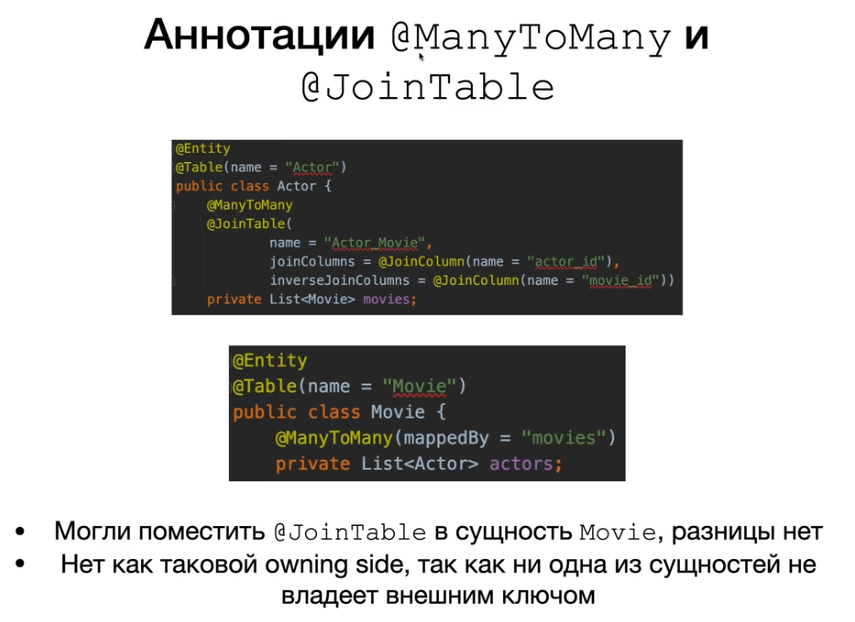 Аннотации @ManyToMany и
@JoinTable
@Entity
@Table(name = "Actor")
public class Actor {
@ManyToMany
@JoinTable(
name = "Actor_Movie",
joinColumns = @JoinColumn(name = "actor_id"),
inverseJoinColumns = @JoinColumn(name = "movie_id"))
private List<Movie> movies;
@Entity
@Table(name = "Movie")
public class Movie {
@ManyToMany(mappedBy = "movies")
private List<Actor> actors;
• Могли поместить @JoinTable в сущность Movie, разницы нет
• Нет как таковой owning side, так как ни одна из сущностей не
владеет внешним ключом